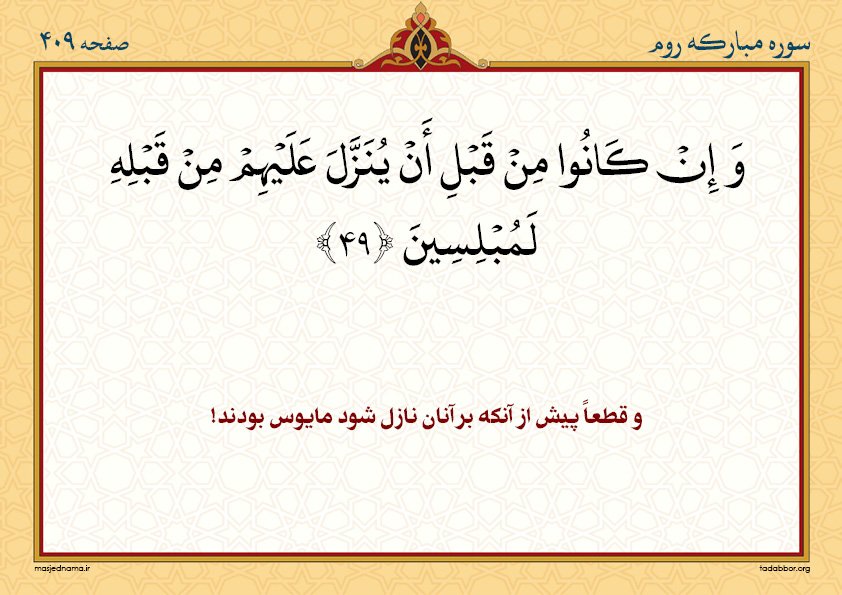 سوره مبارکه روم
صفحه ۴۰۹
وَ إِنْ كَانُوا مِنْ قَبْلِ أَنْ يُنَزَّلَ عَلَيْهِمْ مِنْ قَبْلِهِ
لَمُبْلِسِينَ ﴿۴۹﴾
و قطعاً پیش از آنکه بر آنان نازل شود مایوس بودند!
masjednama.ir
tadabbor.org